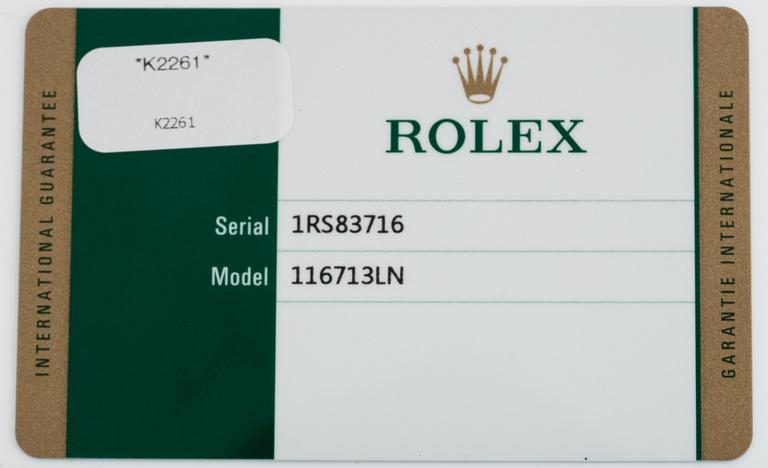 *K2261*
K2261
ROLEX
Serial 1RS83716
Model 116713LN
INTERNATIONAL GUARANTEE
GARANTIE INTERNATIONALE